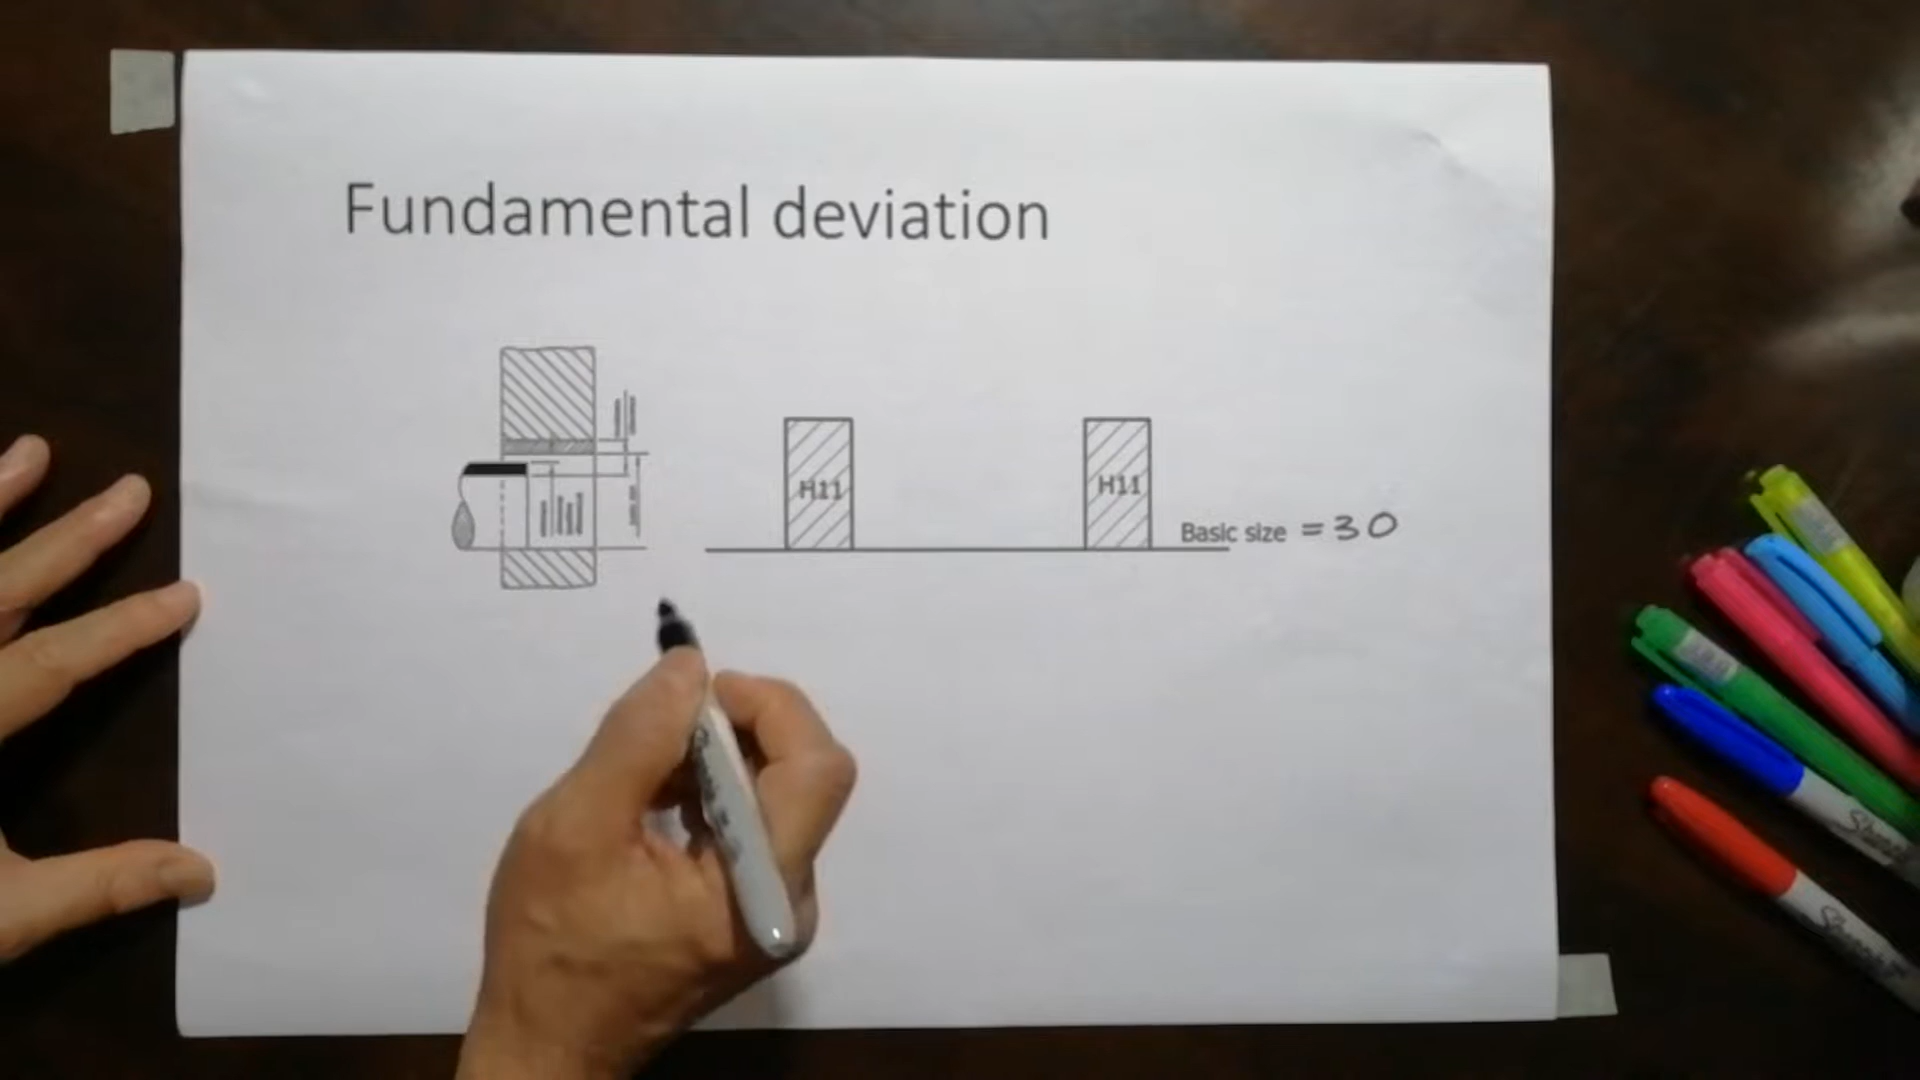 Fundamental deviation
H11
H11
Basic size = 30